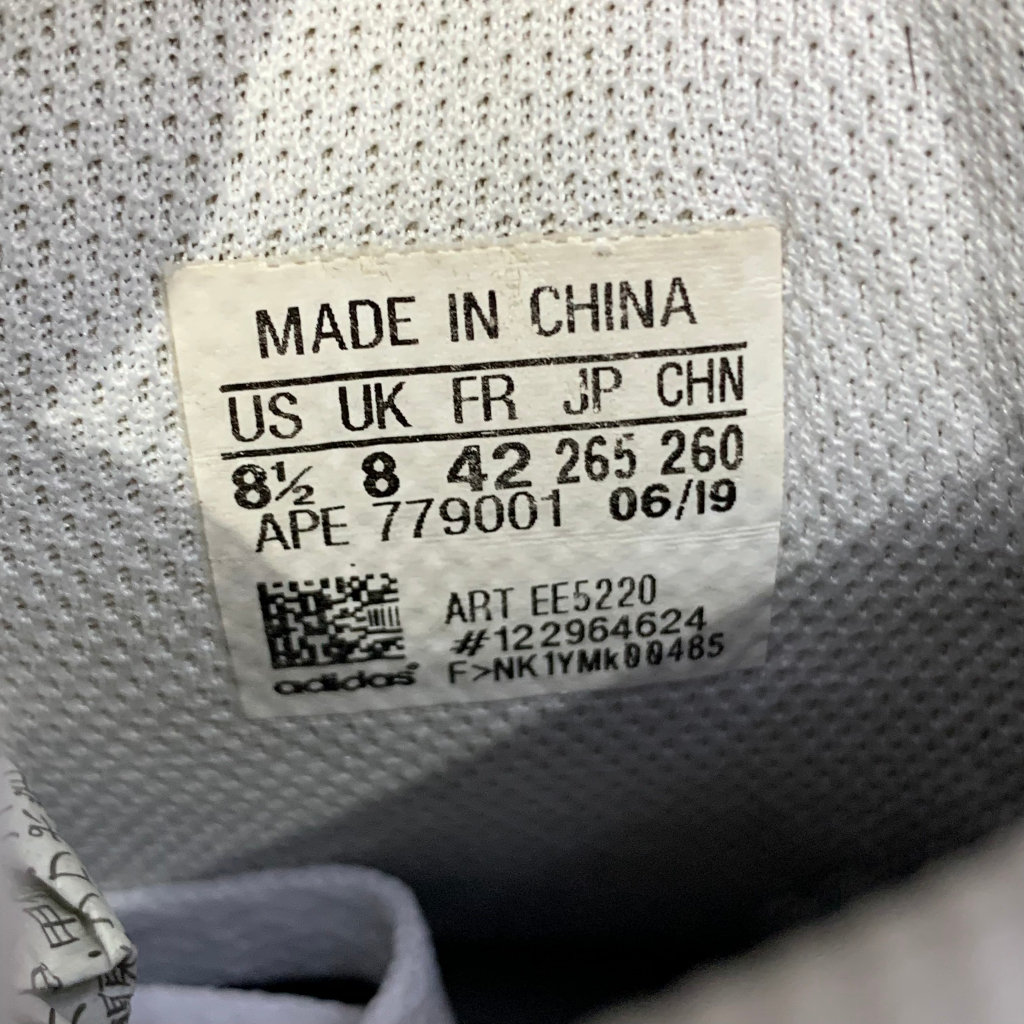 MADE IN CHINA
US UK FR JP CHN
8½ 8 42 265 260
APE 779001 06/19
ART EE5220
#122964624
F>NK1YMk00485
adidas